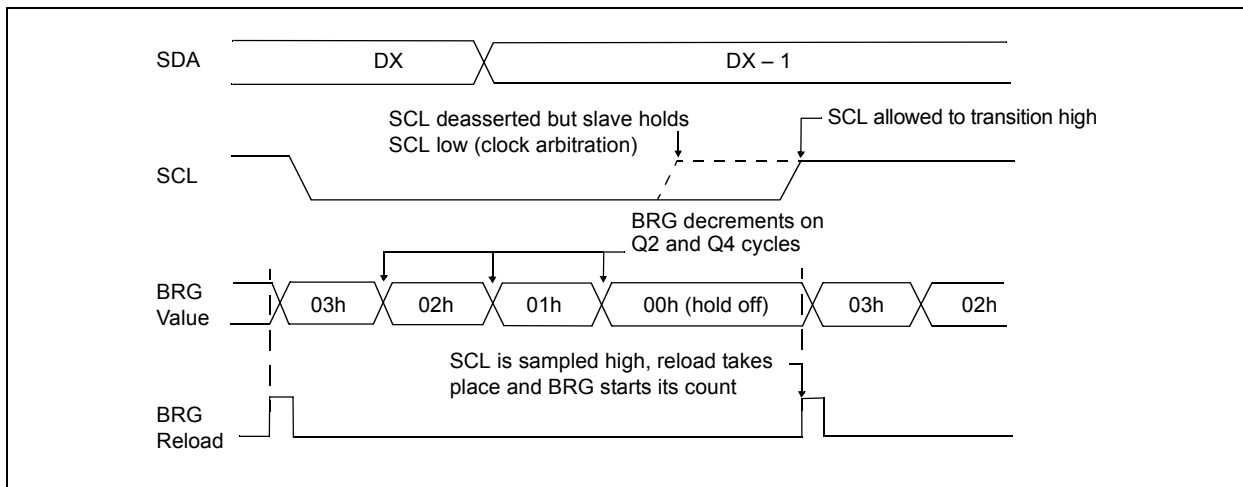 SDA
DX
DX – 1
SCL deasserted but slave holds
SCL low (clock arbitration)
SCL allowed to transition high
SCL
BRG decrements on
Q2 and Q4 cycles
BRG
Value
03h
02h
01h
00h (hold off)
03h
02h
SCL is sampled high, reload takes
place and BRG starts its count
BRG
Reload